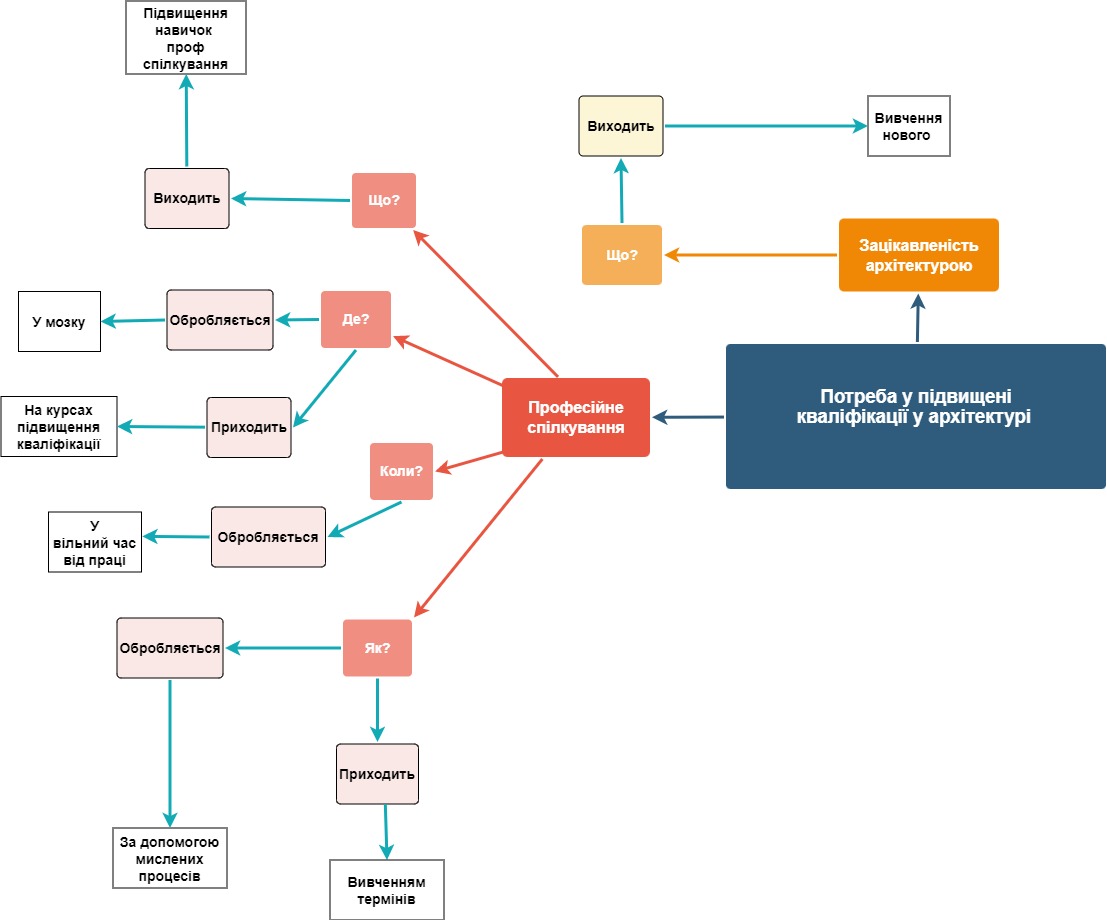 Підвищення
навичок
проф
спілкування
Виходить
Вивчення
нового
Виходить
Що?
Що?
Зацікавленість
архітектурою
У мозку
Обробляється
Де?
Потреба у підвищені
кваліфікації у архітектурі
Професійне
спілкування
На курсах
підвищення
кваліфікації
Приходить
Коли?
У
вільний час
від праці
Обробляється
Обробляється
Як?
Приходить
За допомогою
мислених
процесів
Вивченням
термінів